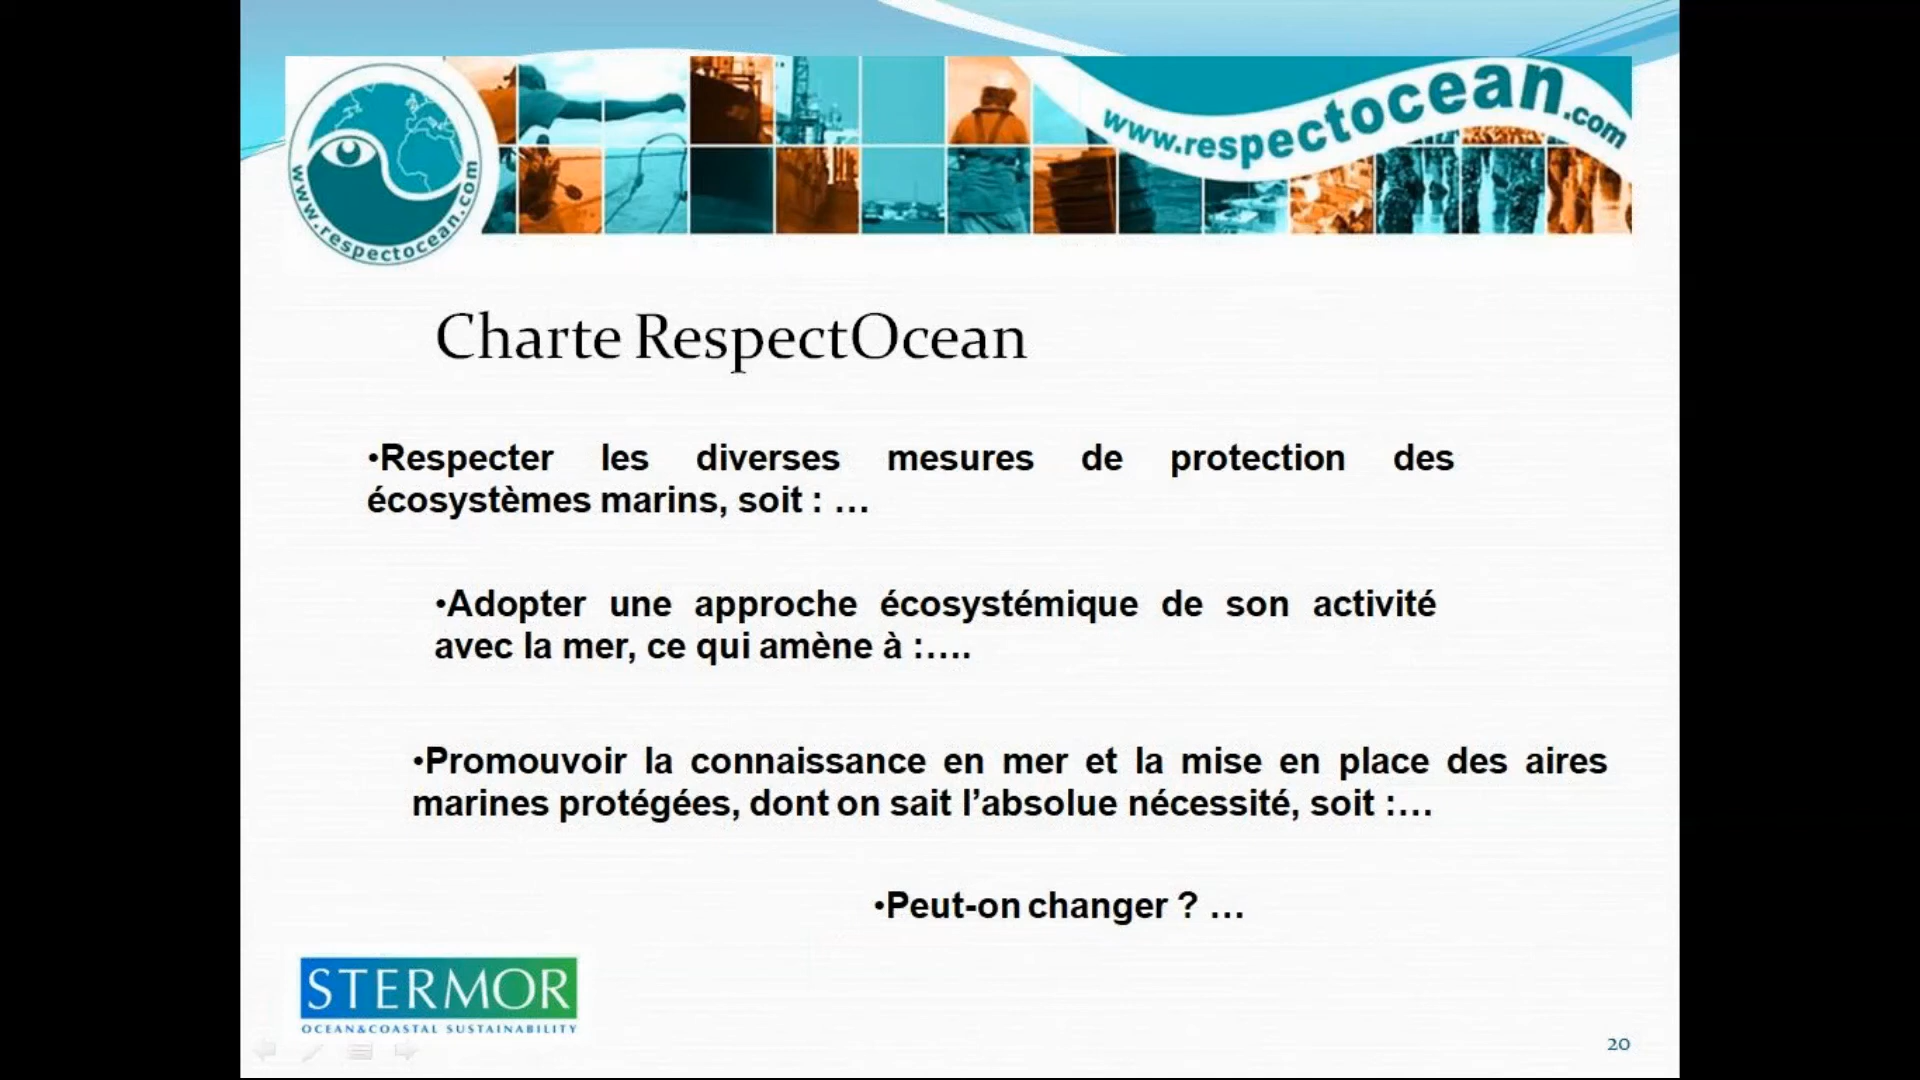 www.respectocean.com
www.respectocean.com
Charte RespectOcean
•Respecter les diverses mesures de protection des
écosystèmes marins, soit : …
•Adopter une approche écosystémique de son activité
avec la mer, ce qui amène à :….
•Promouvoir la connaissance en mer et la mise en place des aires
marines protégées, dont on sait l’absolue nécessité, soit :…
•Peut-on changer ? …
STERMOR
OCEAN&COASTAL SUSTAINABILITY
20